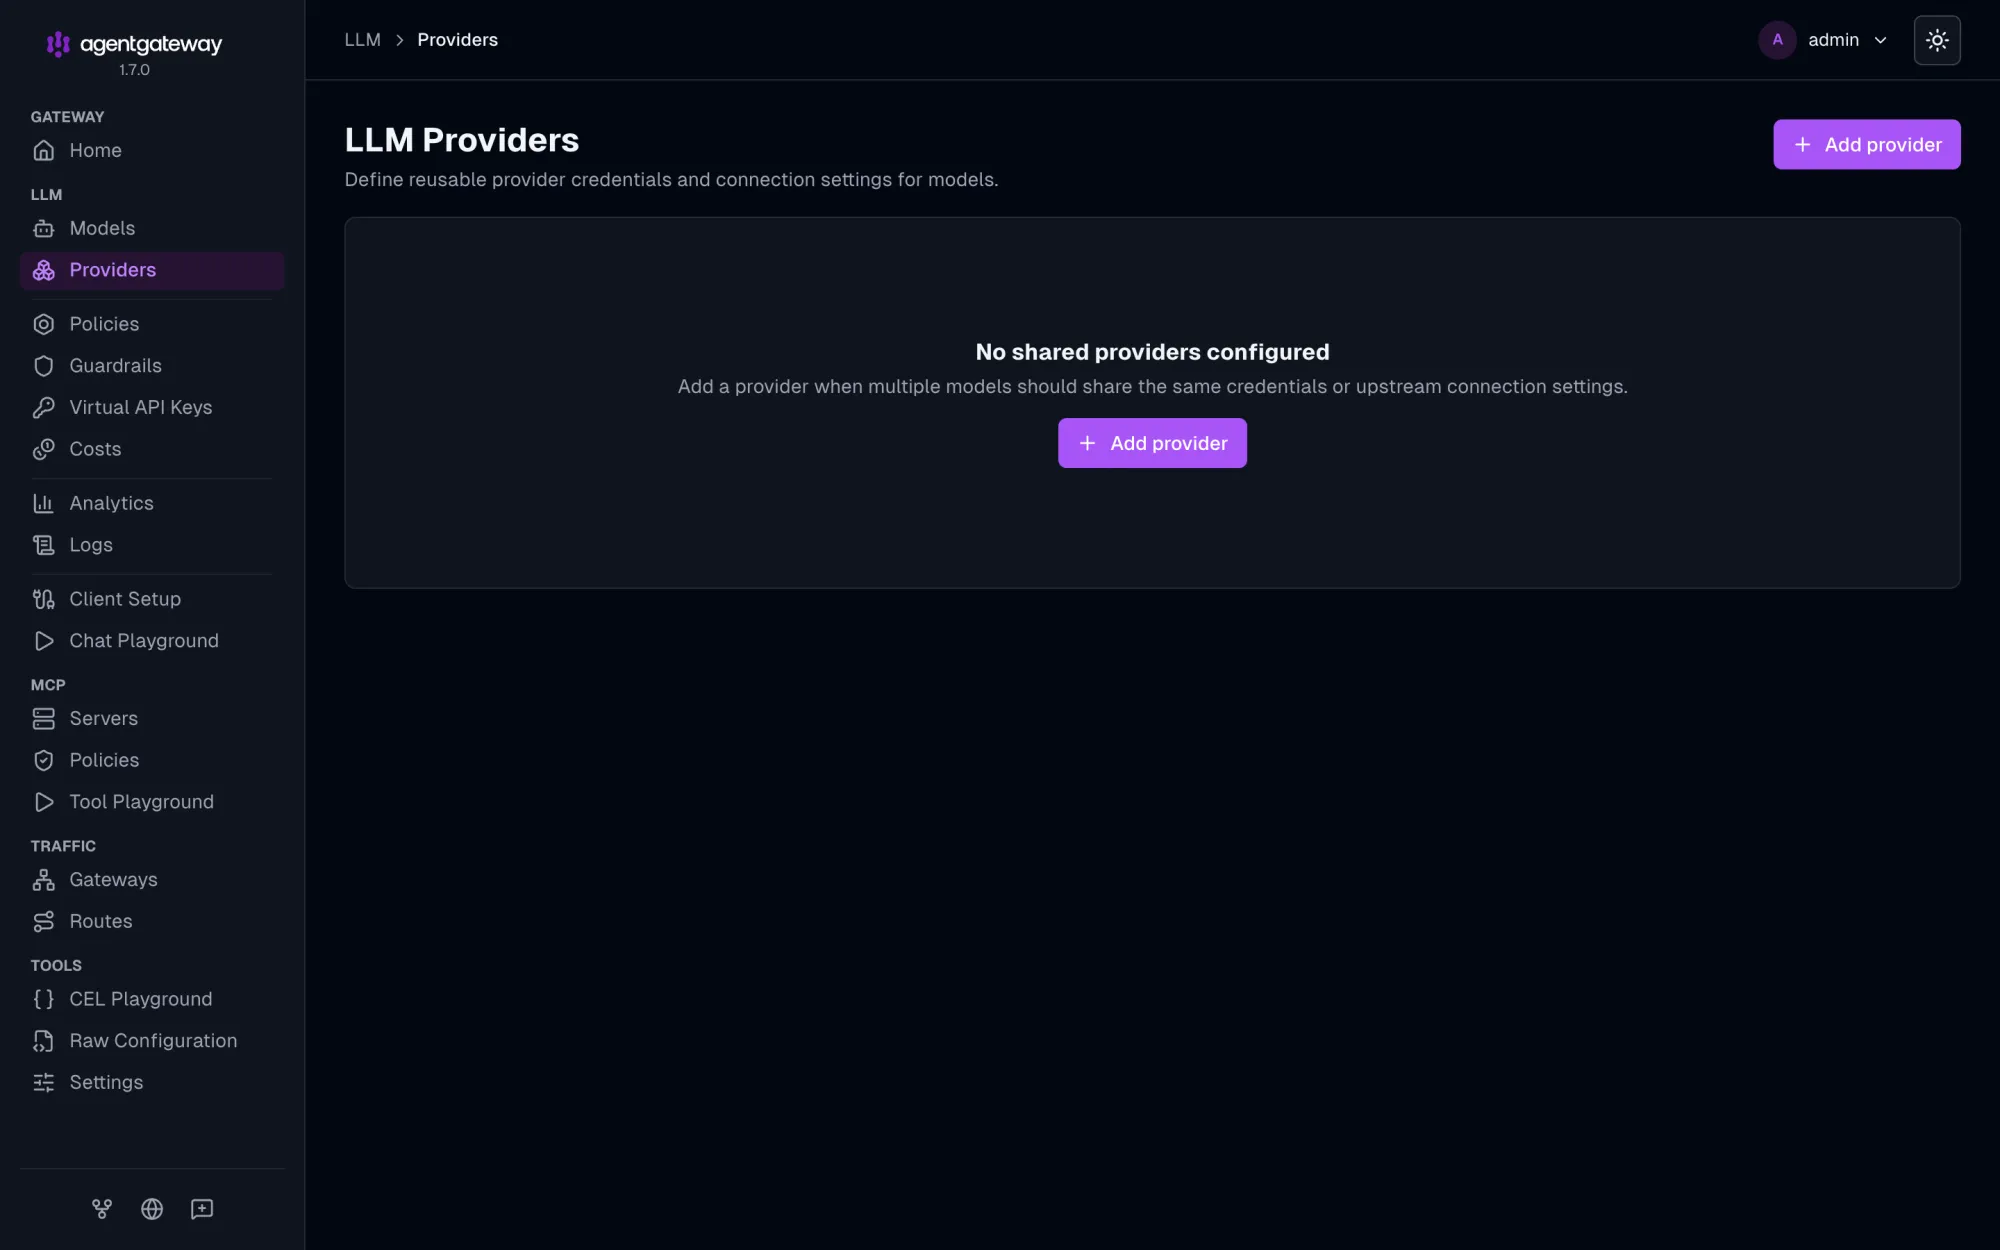 agentgateway
1.7.0
GATEWAY
Home
LLM
Models
Providers
Policies
Guardrails
Virtual API Keys
Costs
Analytics
Logs
Client Setup
Chat Playground
MCP
Servers
Policies
Tool Playground
TRAFFIC
Gateways
Routes
TOOLS
CEL Playground
Raw Configuration
Settings
LLM > Providers
A admin
LLM Providers
Define reusable provider credentials and connection settings for models.
+ Add provider
No shared providers configured
Add a provider when multiple models should share the same credentials or upstream connection settings.
+ Add provider